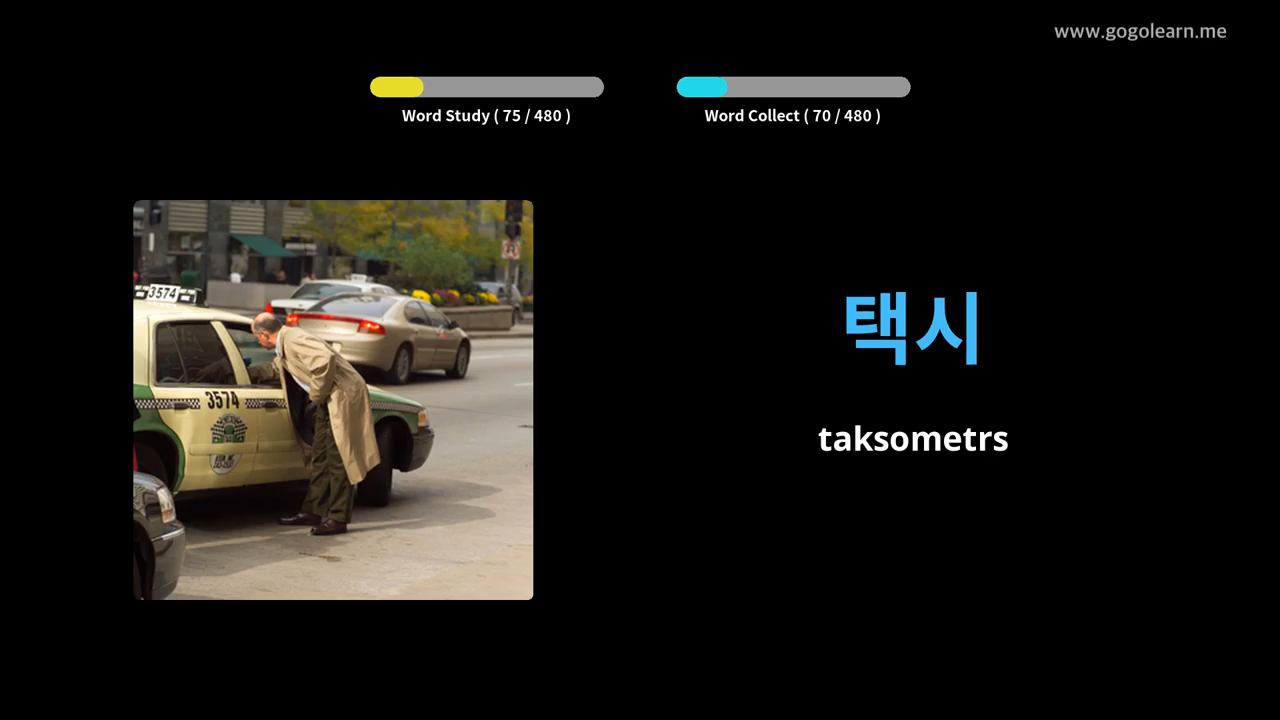 www.gogolearn.me
Word Study ( 75 / 480 )
Word Collect ( 70 / 480 )
3574
3574
택시
taksometrs